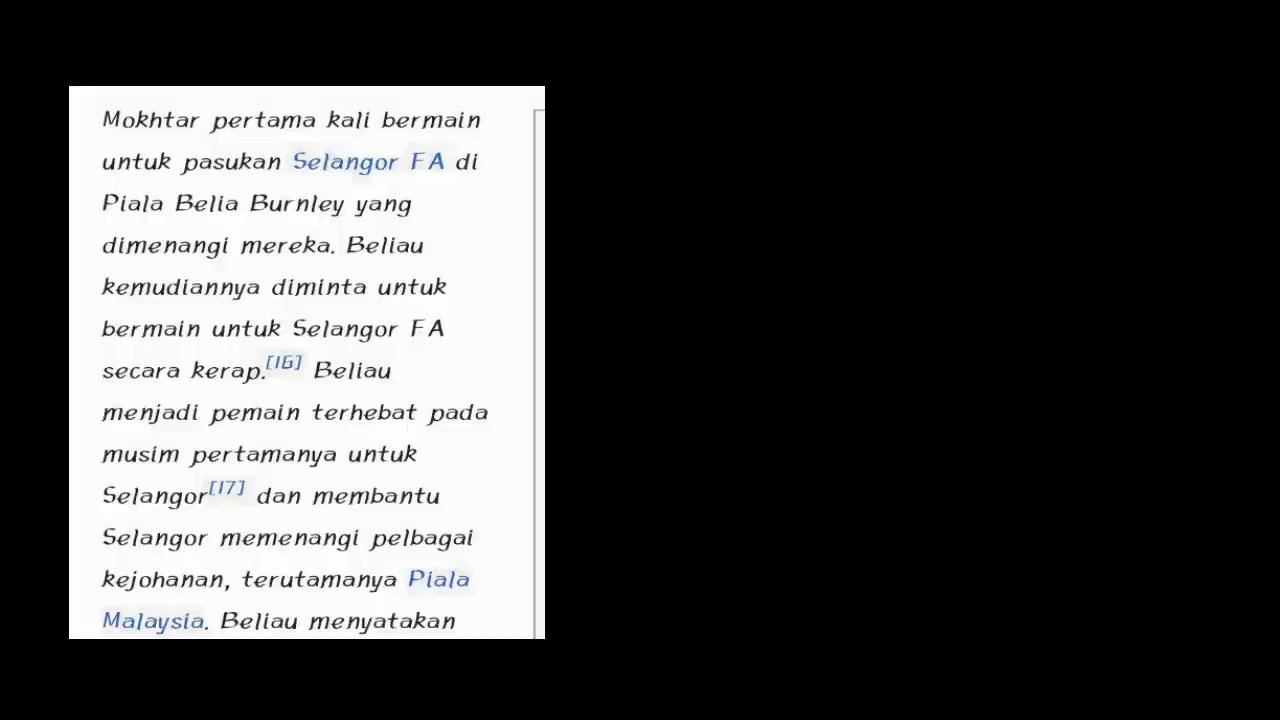 Mokhtar pertama kali bermain
untuk pasukan Selangor FA di
Piala Belia Burnley yang
dimenangi mereka. Beliau
kemudiannya diminta untuk
bermain untuk Selangor FA
secara kerap.[16] Beliau
menjadi pemain terhebat pada
musim pertamanya untuk
Selangor[17] dan membantu
Selangor memenangi pelbagai
kejohanan, terutamanya Piala
Malaysia. Beliau menyatakan